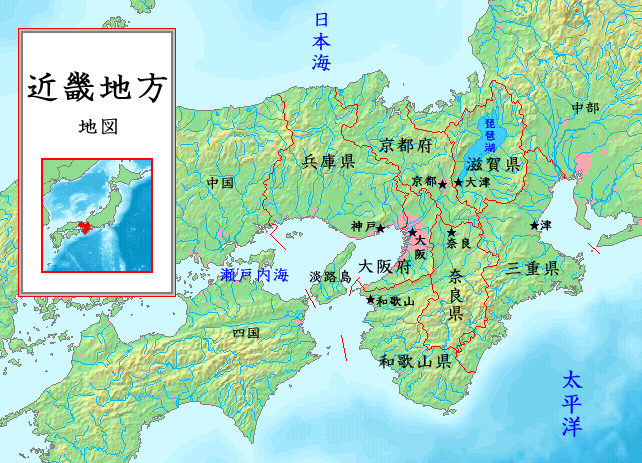 近畿地方
地図
日
本
海
中部
琵
琶
湖
京都府
滋賀県
兵庫県
中国
京都
大津
神戸
津
大
阪
奈良
大阪府
三重県
瀬戸内海
淡路島
奈
良
県
和歌山
四国
和歌山県
太
平
洋